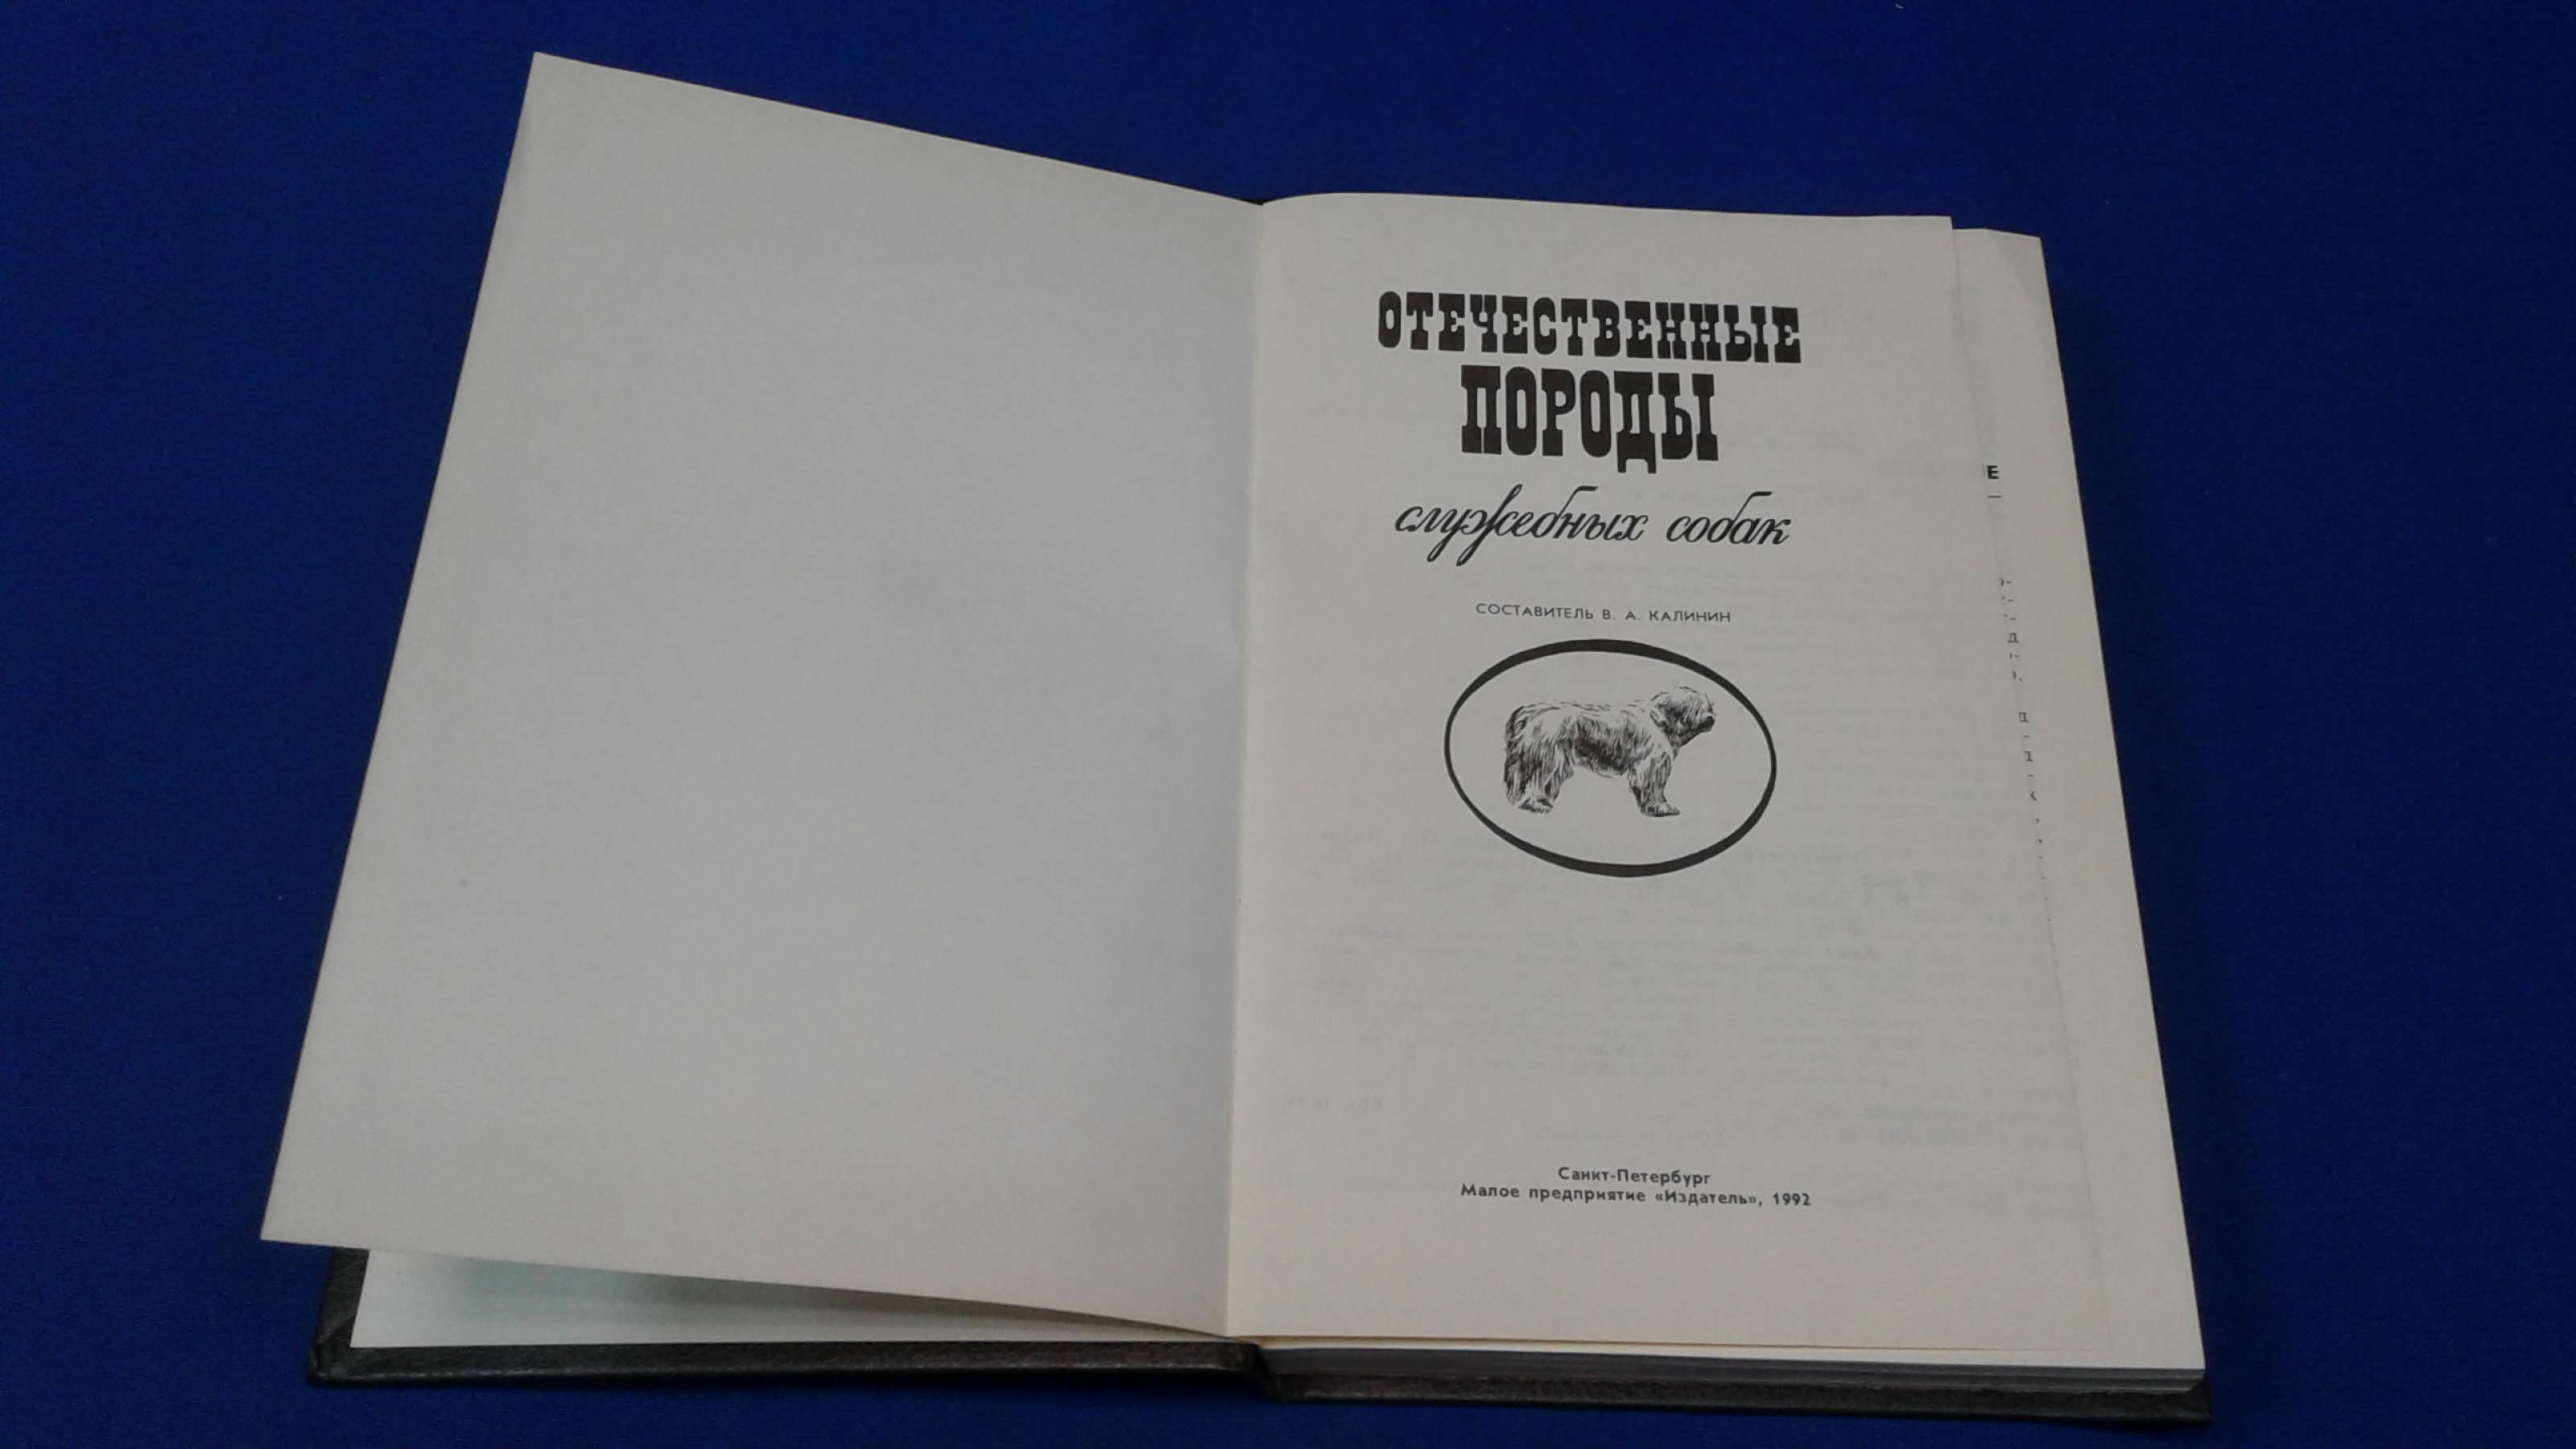 ОТЕЧЕСТВЕННЫЕ
ПОРОДЫ
служебных собак
СОСТАВИТЕЛЬ В. А. КАЛИНИН
Санкт-Петербург
Малое предприятие «Издатель», 1992